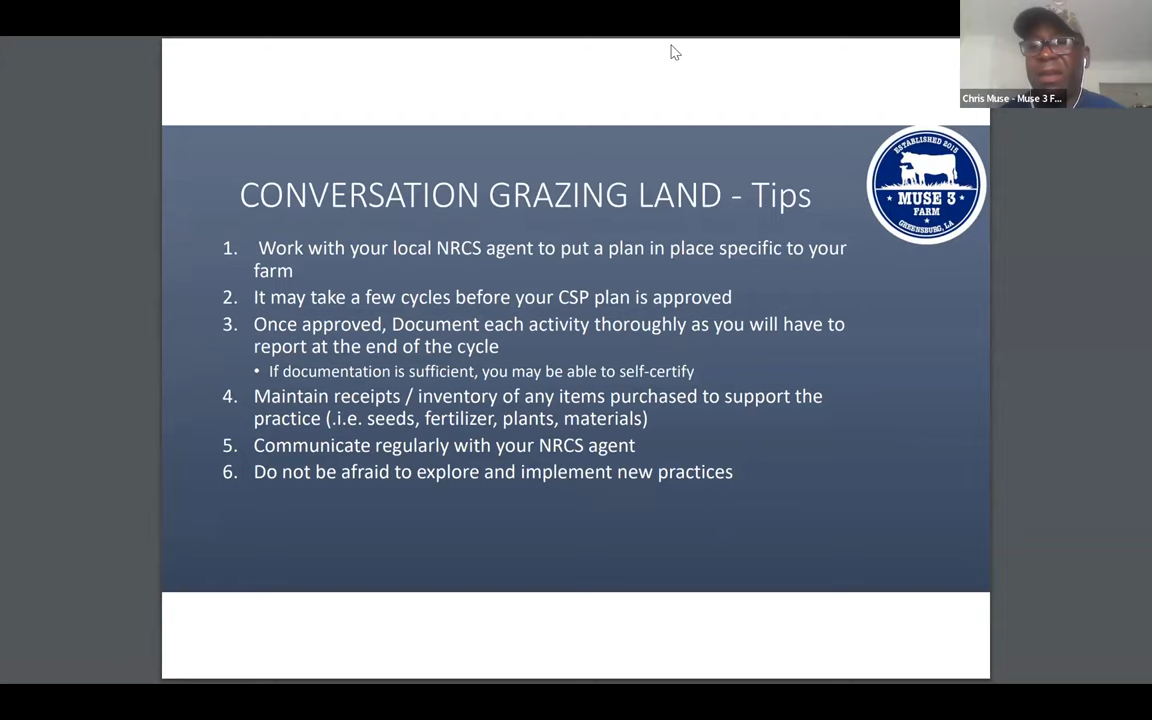 Chris Muse - Muse 3 F...
ESTABLISHED 2015
MUSE 3
FARM
GREENSBURG, LA
CONVERSATION GRAZING LAND - Tips
1. Work with your local NRCS agent to put a plan in place specific to your
farm
2. It may take a few cycles before your CSP plan is approved
3. Once approved, Document each activity thoroughly as you will have to
report at the end of the cycle
• If documentation is sufficient, you may be able to self-certify
4. Maintain receipts / inventory of any items purchased to support the
practice (.i.e. seeds, fertilizer, plants, materials)
5. Communicate regularly with your NRCS agent
6. Do not be afraid to explore and implement new practices